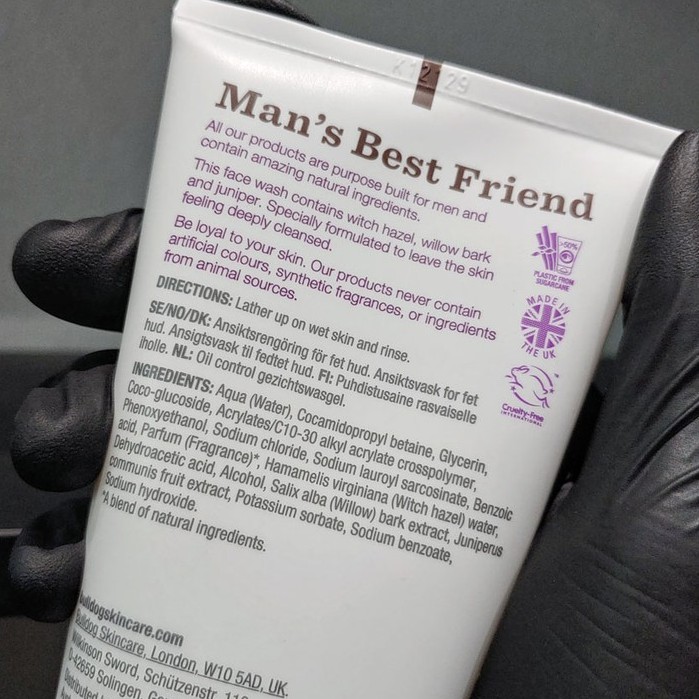 K12129
Man's Best Friend
All our products are purpose built for men and
contain amazing natural ingredients.
This face wash contains witch hazel, willow bark
and juniper. Specially formulated to leave the skin
feeling deeply cleansed.
Be loyal to your skin. Our products never contain
artificial colours, synthetic fragrances, or ingredients
from animal sources.
>50%
PLASTIC FROM
SUGARCANE
MADE IN
THE UK
Cruelty-Free
INTERNATIONAL
DIRECTIONS: Lather up on wet skin and rinse.
SE/NO/DK: Ansiktsrengöring för fet hud. Ansiktsvask for fet
hud. Ansigtsvask til fedtet hud. FI: Puhdistusaine rasvaiselle
iholle. NL: Oil control gezichtswasgel.
INGREDIENTS: Aqua (Water), Cocamidopropyl betaine, Glycerin,
Coco-glucoside, Acrylates/C10-30 alkyl acrylate crosspolymer,
Phenoxyethanol, Sodium chloride, Sodium lauroyl sarcosinate, Benzoic
acid, Parfum (Fragrance)*, Hamamelis virginiana (Witch hazel) water,
Dehydroacetic acid, Alcohol, Salix alba (Willow) bark extract, Juniperus
communis fruit extract, Potassium sorbate, Sodium benzoate,
Sodium hydroxide.
*A blend of natural ingredients.
bulldogskincare.com
Bulldog Skincare, London, W10 5AD, UK.
Wilkinson Sword, Schützenstr.
D-42659 Solingen,
Distributed